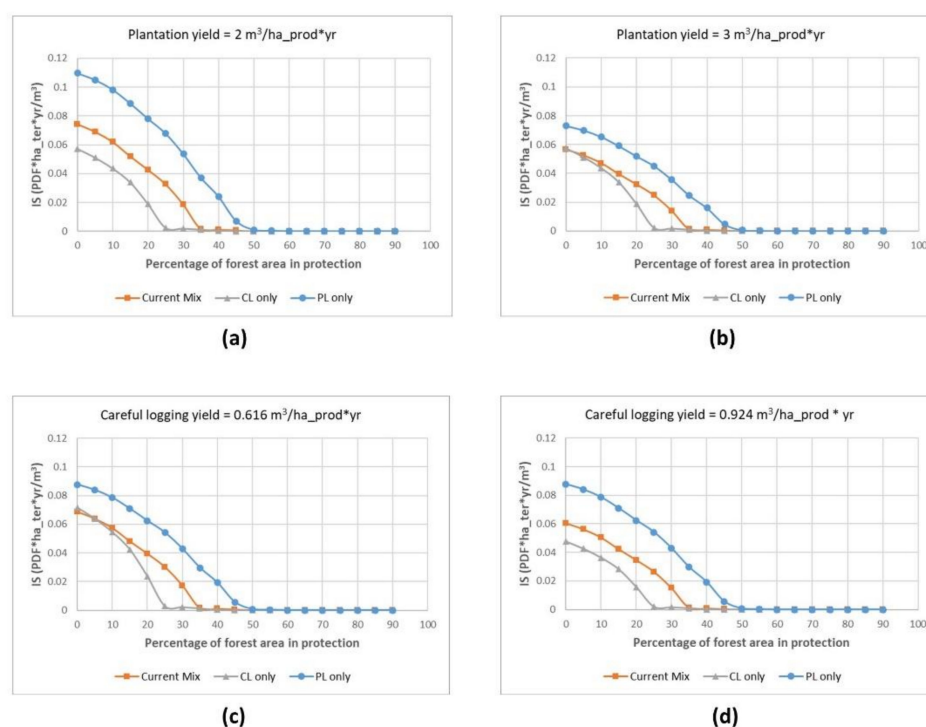 Plantation yield = 2 m³/ha_prod*yr
IS (PDF*ha_ter*yr/m³)
0.12
0.1
0.08
0.06
0.04
0.02
0
0 10 20 30 40 50 60 70 80 90 100
Percentage of forest area in protection
Current Mix CL only PL only
(a)
Plantation yield = 3 m³/ha_prod*yr
IS (PDF*ha_ter*yr/m³)
0.12
0.1
0.08
0.06
0.04
0.02
0
0 10 20 30 40 50 60 70 80 90 100
Percentage of forest area in protection
Current Mix CL only PL only
(b)
Careful logging yield = 0.616 m³/ha_prod*yr
IS (PDF*ha_ter*yr/m³)
0.12
0.1
0.08
0.06
0.04
0.02
0
0 10 20 30 40 50 60 70 80 90 100
Percentage of forest area in protection
Current Mix CL only PL only
(c)
Careful logging yield = 0.924 m³/ha_prod * yr
IS (PDF*ha_ter*yr/m³)
0.12
0.1
0.08
0.06
0.04
0.02
0
0 10 20 30 40 50 60 70 80 90 100
Percentage of forest area in protection
Current Mix CL only PL only
(d)